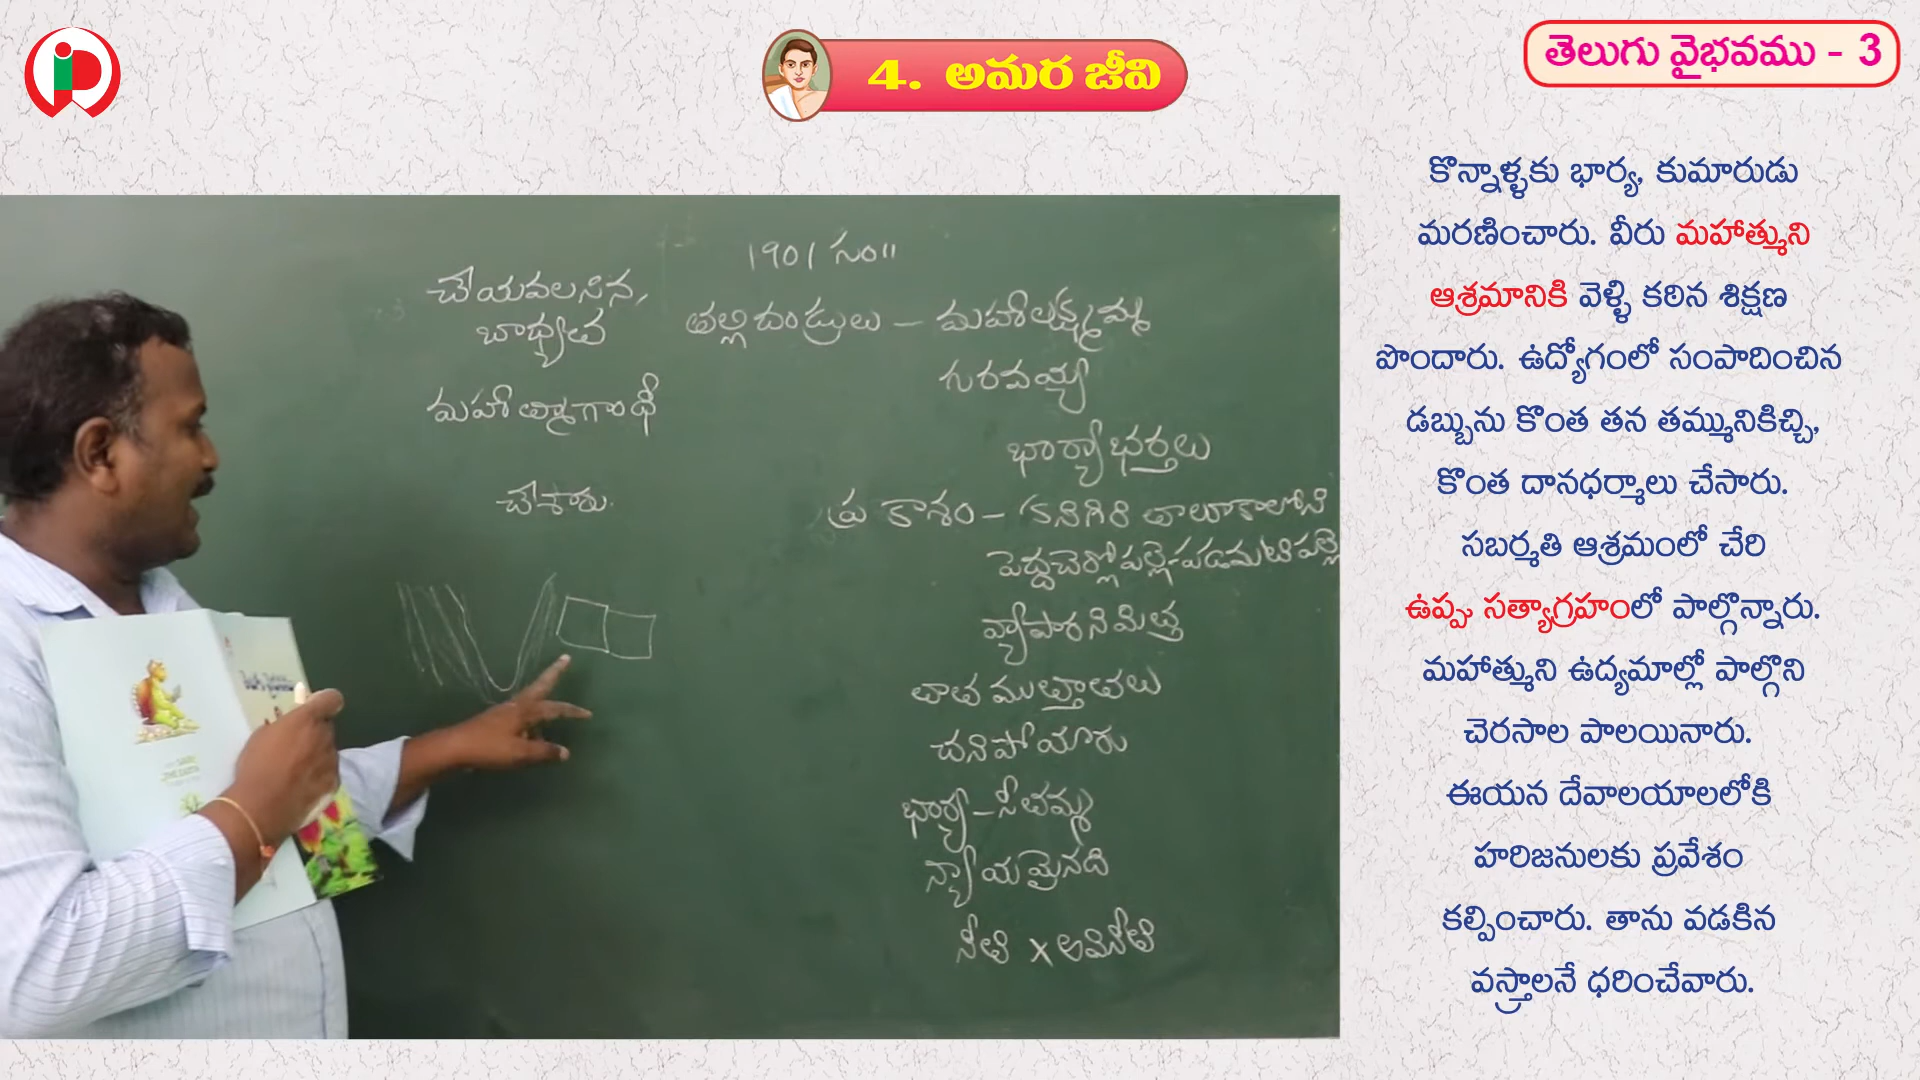 4. అమర జీవి
తెలుగు వైభవము - 3
1901 సం॥
చేయవలసిన,
బాధ్యత
తల్లిదండ్రులు – మహాలక్ష్మమ్మ
గురవయ్య
మహాత్మాగాంధీ
భార్యాభర్తలు
చేశారు.
ప్రకాశం – కనిగిరి తాలూకాలోని
పెద్దచెర్లోపల్లె-పడమటిపల్లె
వ్యాపారనిమిత్త
తాతముత్తాతలు
చనిపోయారు
భార్య – సీతమ్మ
న్యాయమైనది
నీతి x అవినీతి
కొన్నాళ్ళకు భార్య, కుమారుడు
మరణించారు. వీరు మహాత్ముని
ఆశ్రమానికి వెళ్ళి కఠిన శిక్షణ
పొందారు. ఉద్యోగంలో సంపాదించిన
డబ్బును కొంత తన తమ్మునికిచ్చి,
కొంత దానధర్మాలు చేసారు.
సబర్మతి ఆశ్రమంలో చేరి
ఉప్పు సత్యాగ్రహంలో పాల్గొన్నారు.
మహాత్ముని ఉద్యమాల్లో పాల్గొని
చెరసాల పాలయినారు.
ఈయన దేవాలయాలలోకి
హరిజనులకు ప్రవేశం
కల్పించారు. తాను వడకిన
వస్త్రాలనే ధరించేవారు.